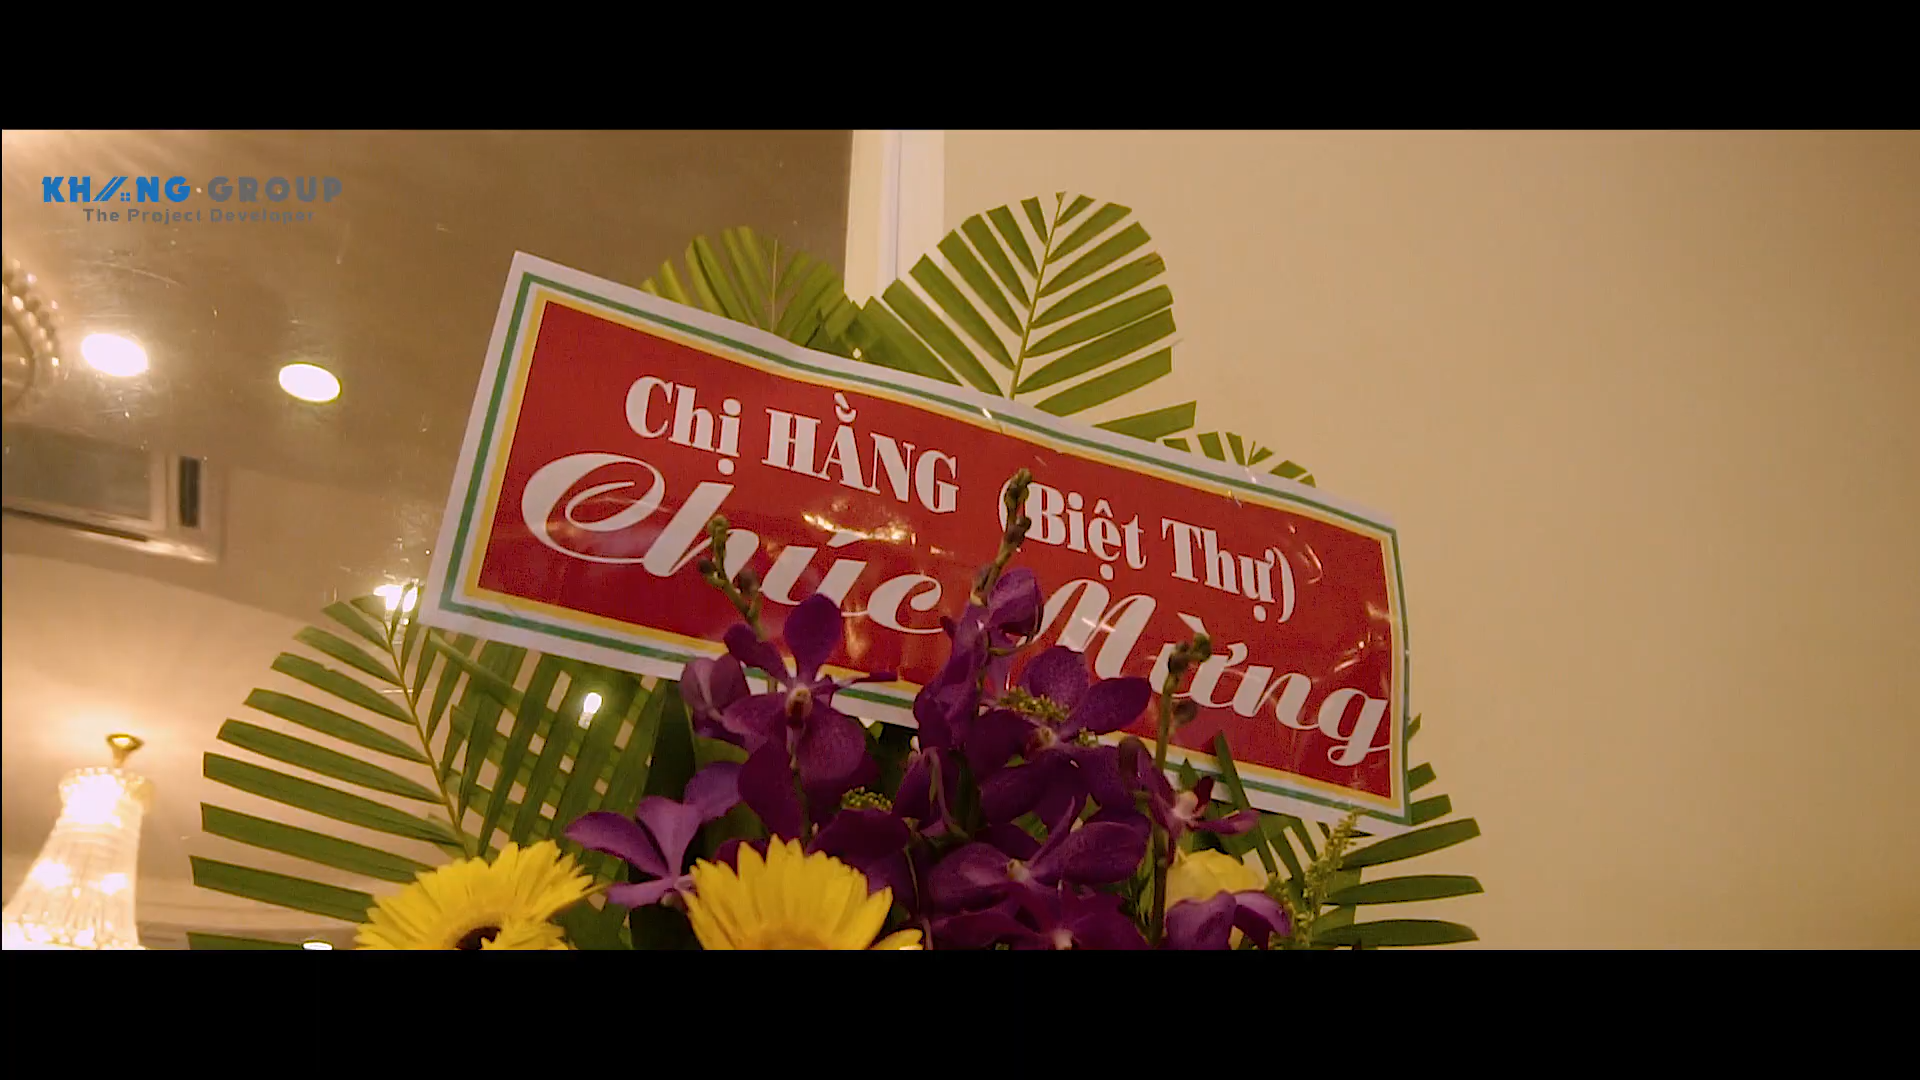 KHANG GROUP
The Project Developer
Chị HẰNG (Biệt Thự)
Chúc Mừng